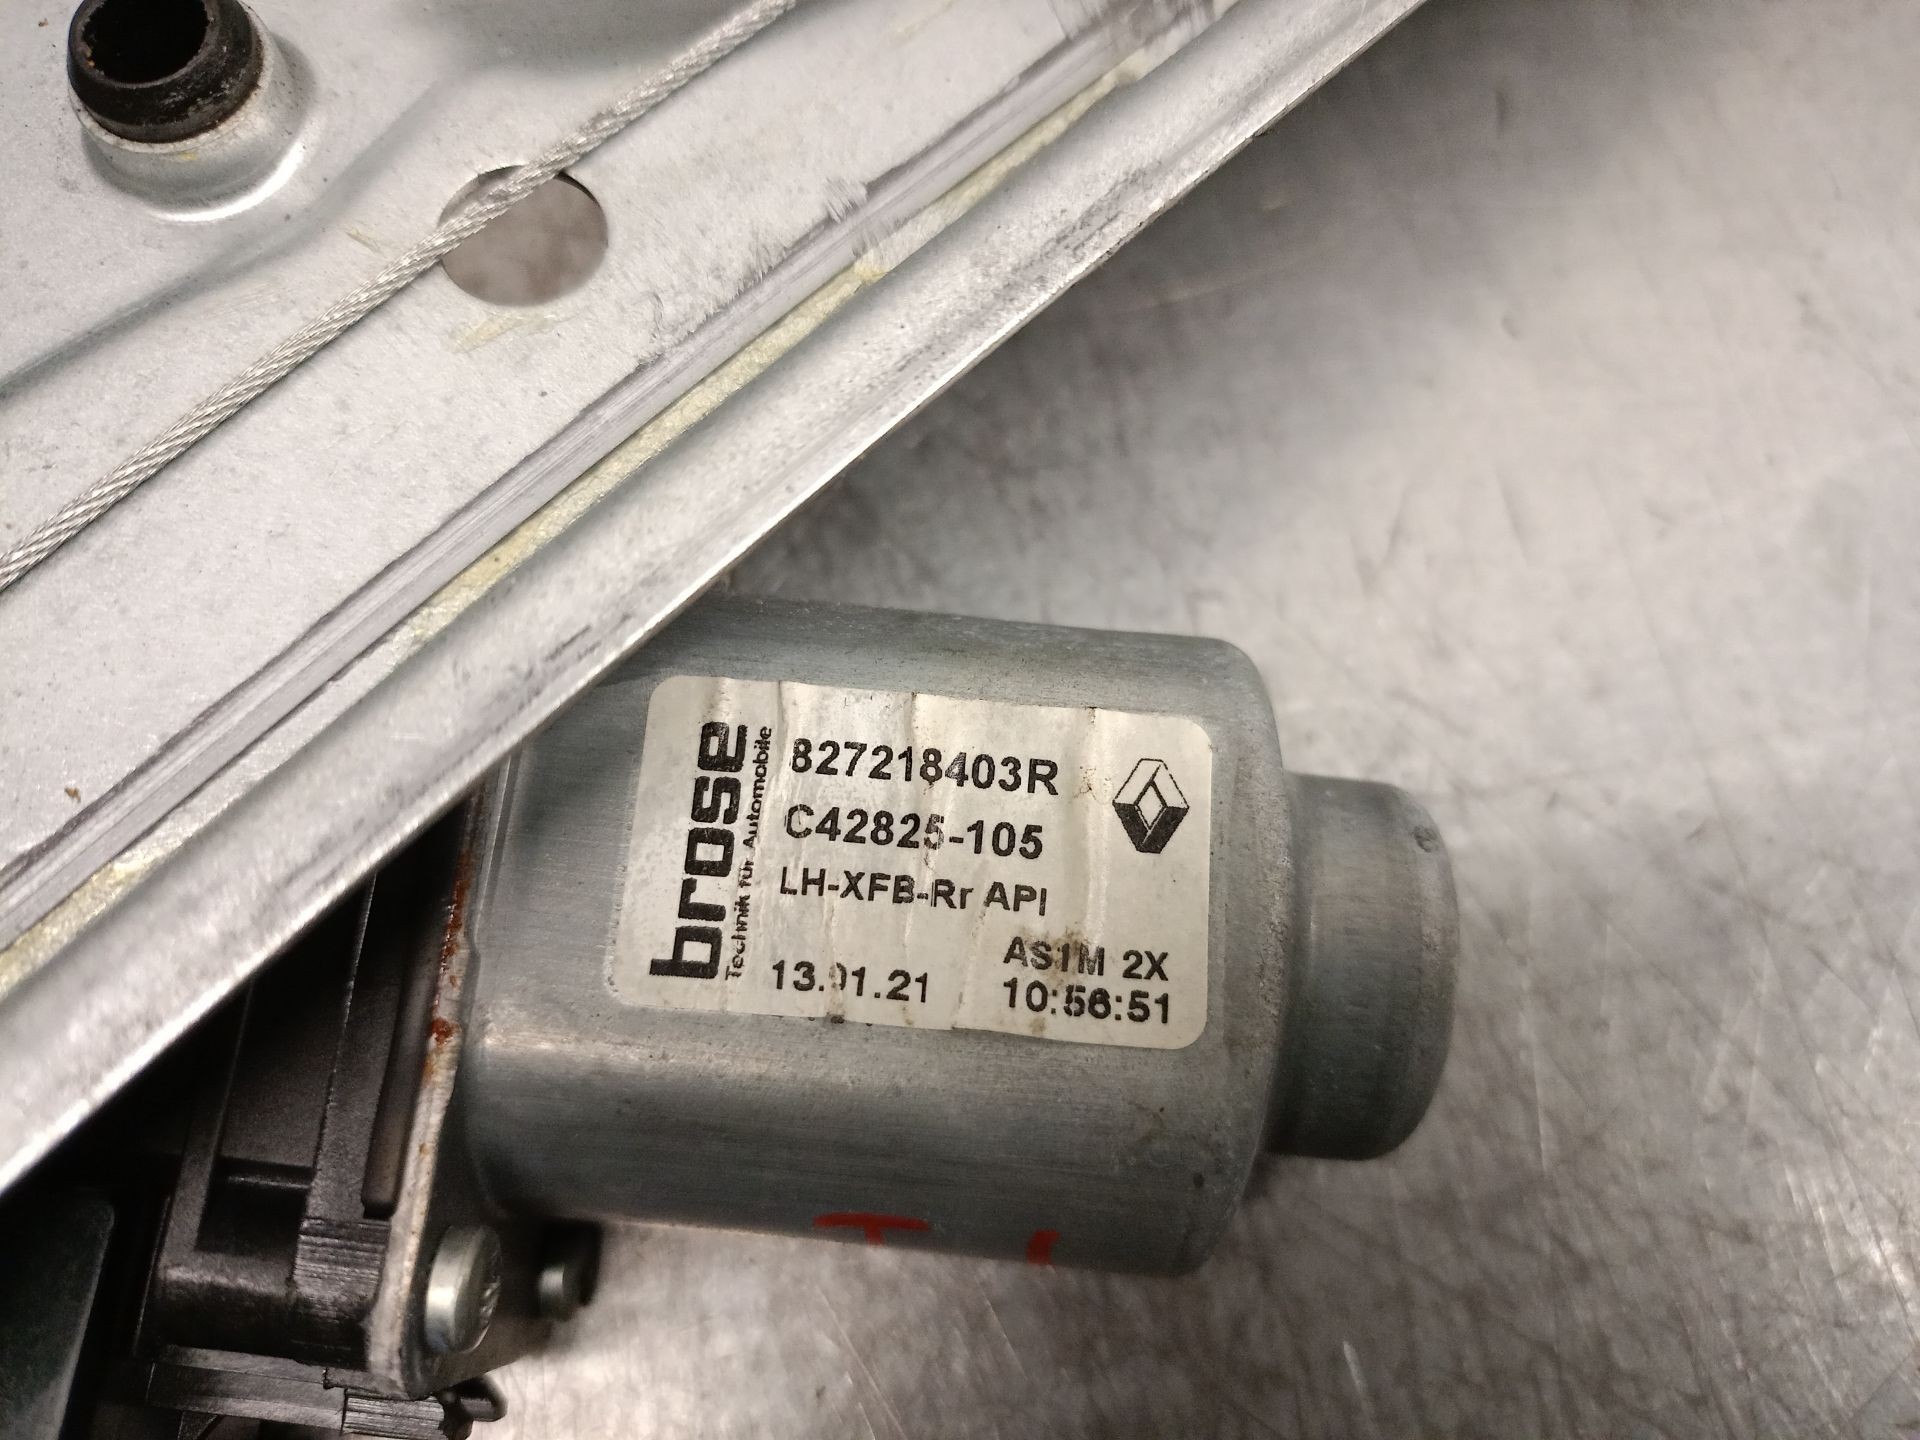 brose
Technik für Automobile
827218403R
C42825-105
LH-XFB-Rr API
AS1M 2X
13.01.21
10:56:51